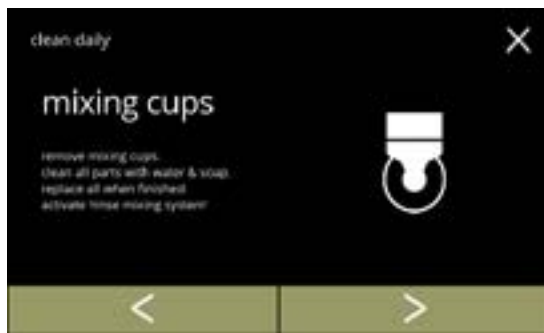 clean daily
mixing cups
remove mixing cups.
clean all parts with water & soap.
replace all when finished
activate 'rinse mixing system'